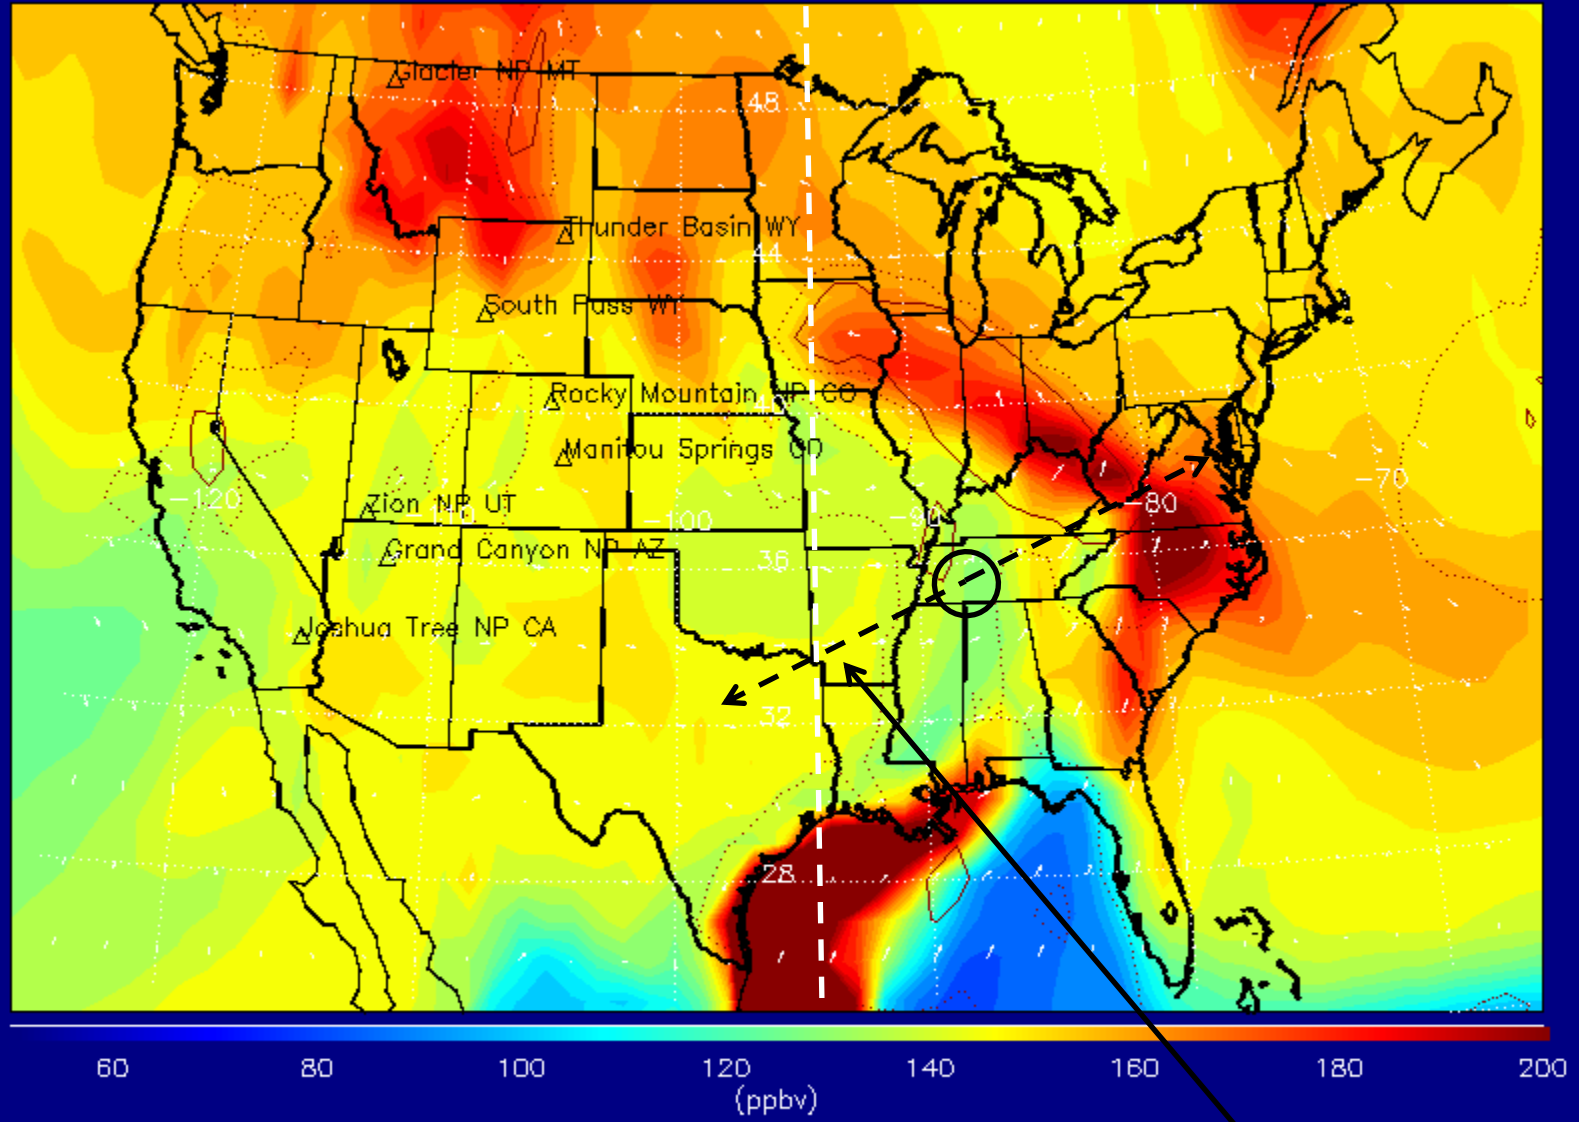 Glacier NP MT
48
Thunder Basin WY
44
South Pass WY
Rocky Mountain NP CO
40
Manitou Springs CO
-70
-120
Zion NP UT
-110
-100
-90
-80
Grand Canyon NP AZ
36
Joshua Tree NP CA
32
28
60 80 100 120 140 160 180 200
(ppbv)